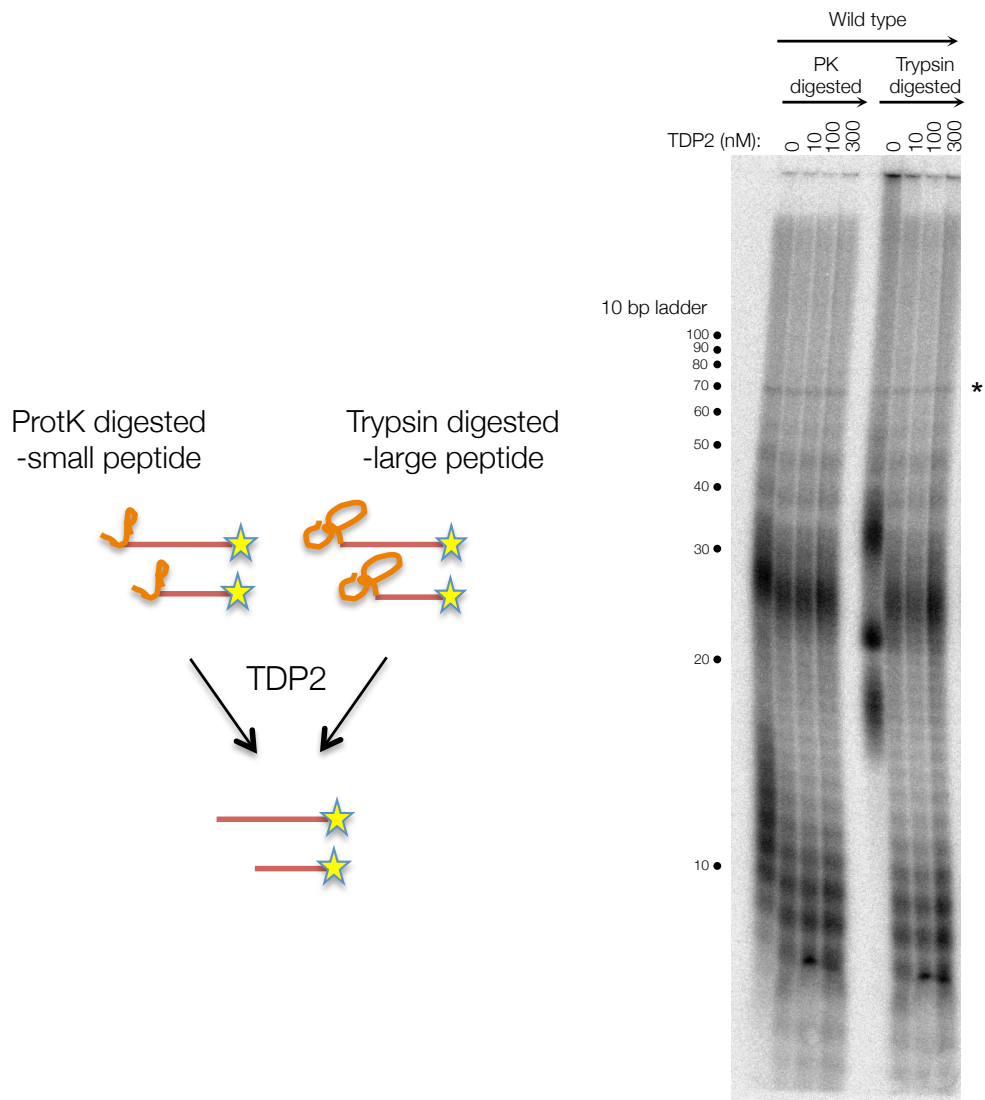 Wild type
PK
digested
Trypsin
digested
TDP2 (nM):
0
10
100
300
0
10
100
300
10 bp ladder
100
90
80
70
*
60
50
40
30
20
10
ProtK digested
-small peptide
Trypsin digested
-large peptide
TDP2